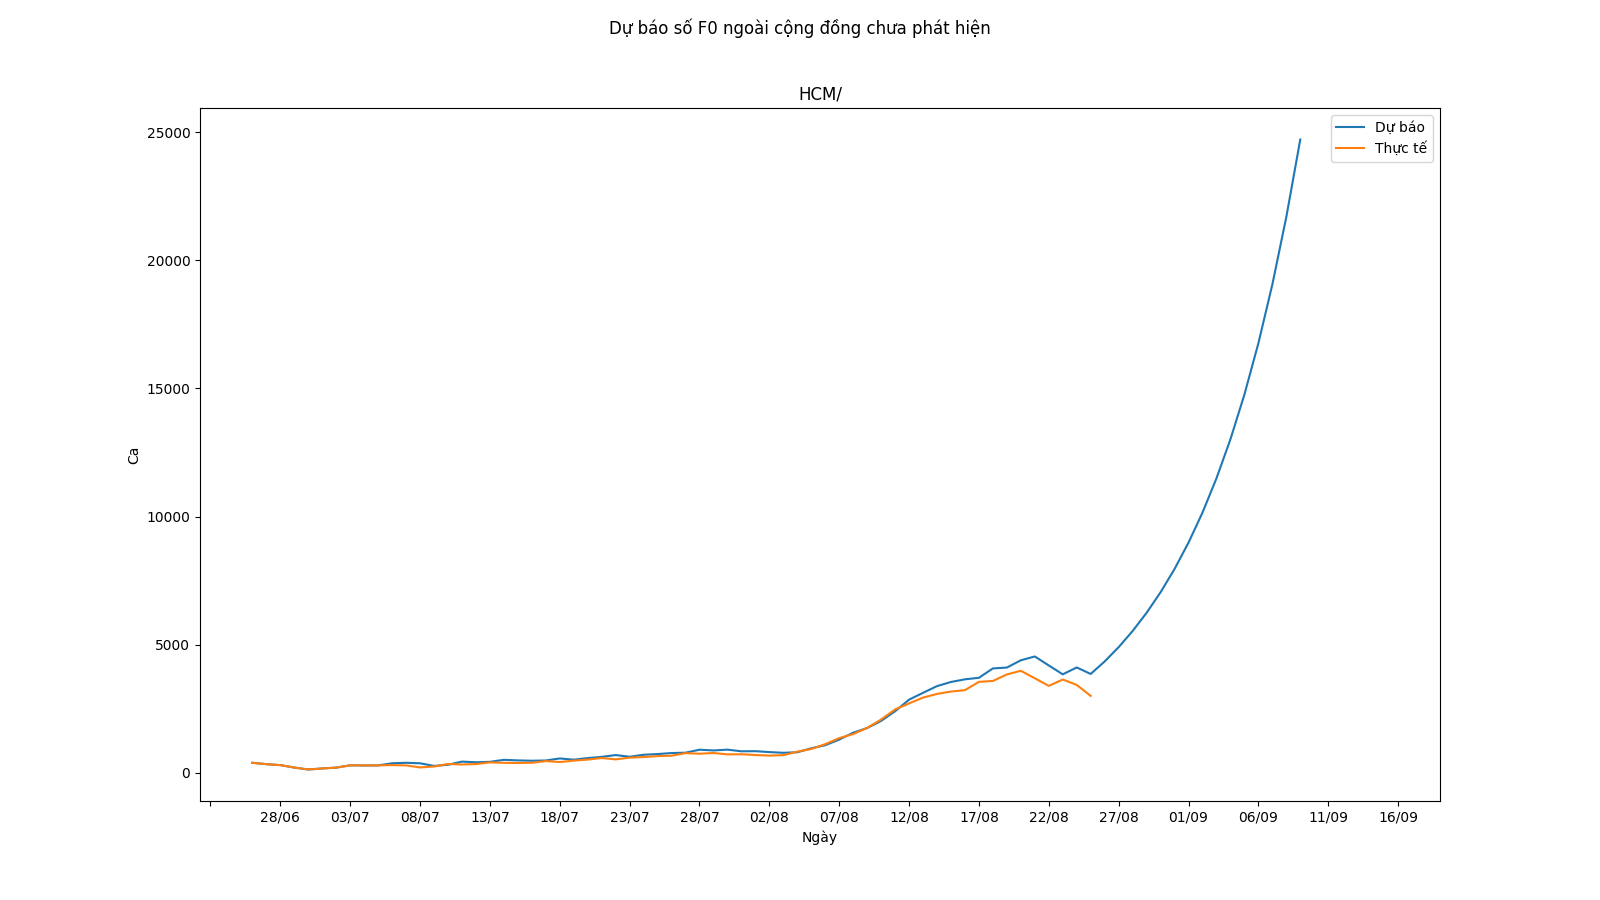 Dự báo số F0 ngoài cộng đồng chưa phát hiện
HCM/
Dự báo
Thực tế
25000
20000
15000
10000
5000
0
Ca
28/06 03/07 08/07 13/07 18/07 23/07 28/07 02/08 07/08 12/08 17/08 22/08 27/08 01/09 06/09 11/09 16/09
Ngày